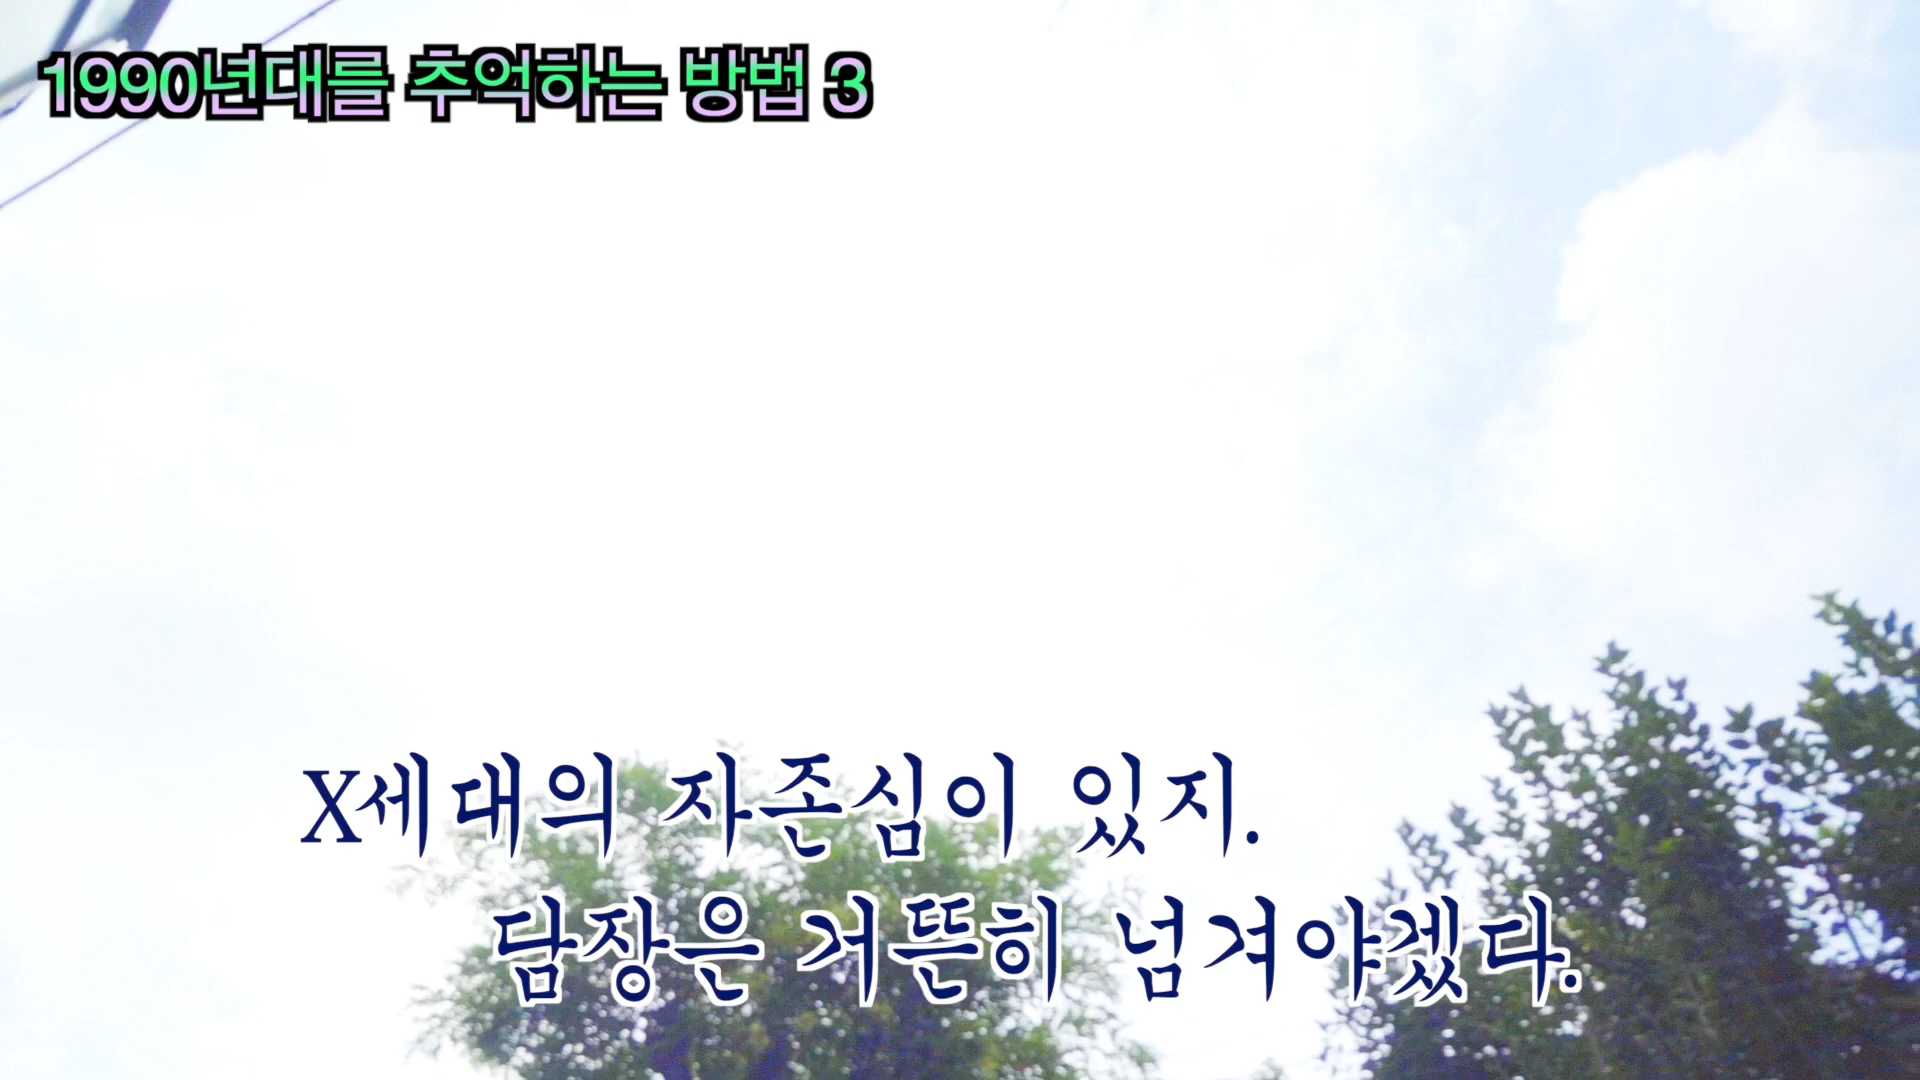 1990년대를 추억하는 방법 3
X세대의 자존심이 있지.
담장은 거뜬히 넘겨야겠다.